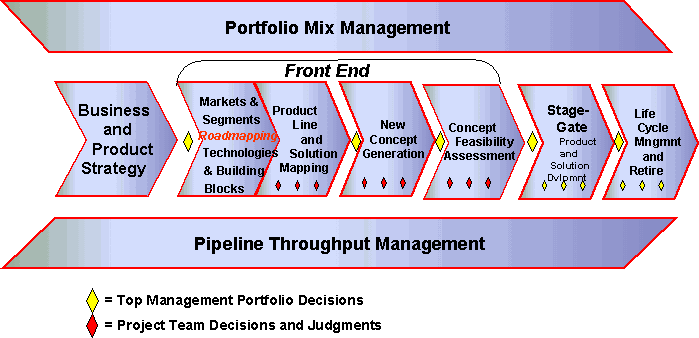 Portfolio Mix Management
Front End
Business
and
Product
Strategy
Markets &
Segments
Roadmapping
Technologies
& Building
Blocks
Product
Line
and
Solution
Mapping
New
Concept
Generation
Concept
Feasibility
Assessment
Stage-
Gate
Product
and
Solution
Dvlpmnt
Life
Cycle
Mngmnt
and
Retire
Pipeline Throughput Management
= Top Management Portfolio Decisions
= Project Team Decisions and Judgments